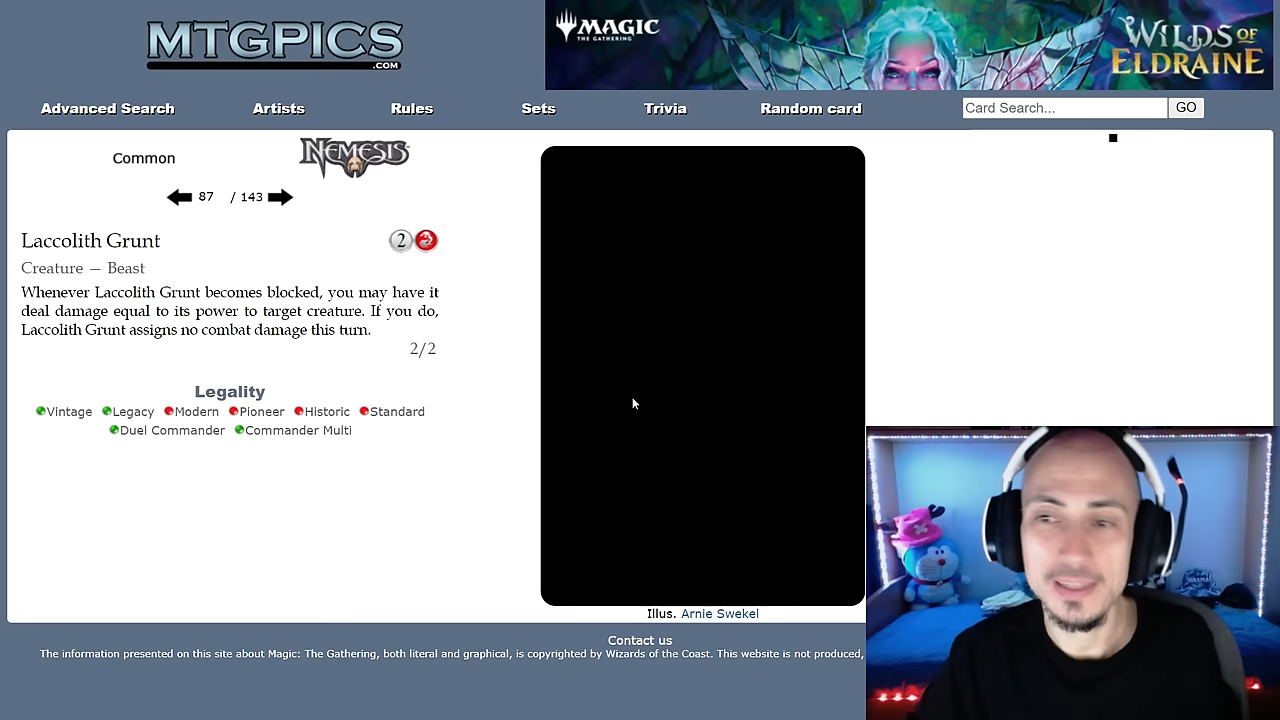 MTGPICS
.COM
MAGIC
THE GATHERING
WILDS OF
ELDRAINE
Advanced Search
Artists
Rules
Sets
Trivia
Random card
Card Search...
GO
Common
NEMESIS
87 / 143
Laccolith Grunt
2
Creature — Beast
Whenever Laccolith Grunt becomes blocked, you may have it
deal damage equal to its power to target creature. If you do,
Laccolith Grunt assigns no combat damage this turn.
2/2
Legality
Vintage Legacy Modern Pioneer Historic Standard
Duel Commander Commander Multi
Illus. Arnie Swekel
Contact us
The information presented on this site about Magic: The Gathering, both literal and graphical, is copyrighted by Wizards of the Coast. This website is not produced,